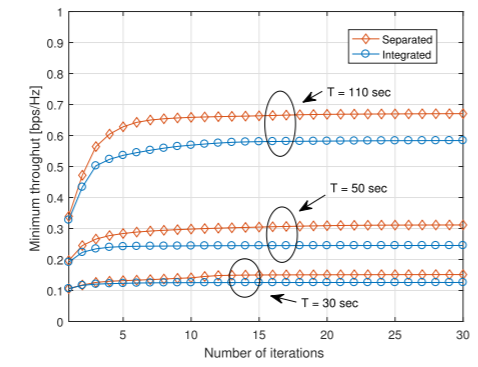 1
0.9
0.8
0.7
0.6
0.5
0.4
0.3
0.2
0.1
0
Minimum throughut [bps/Hz]
Separated
Integrated
T = 110 sec
T = 50 sec
T = 30 sec
5
10
15
20
25
30
Number of iterations